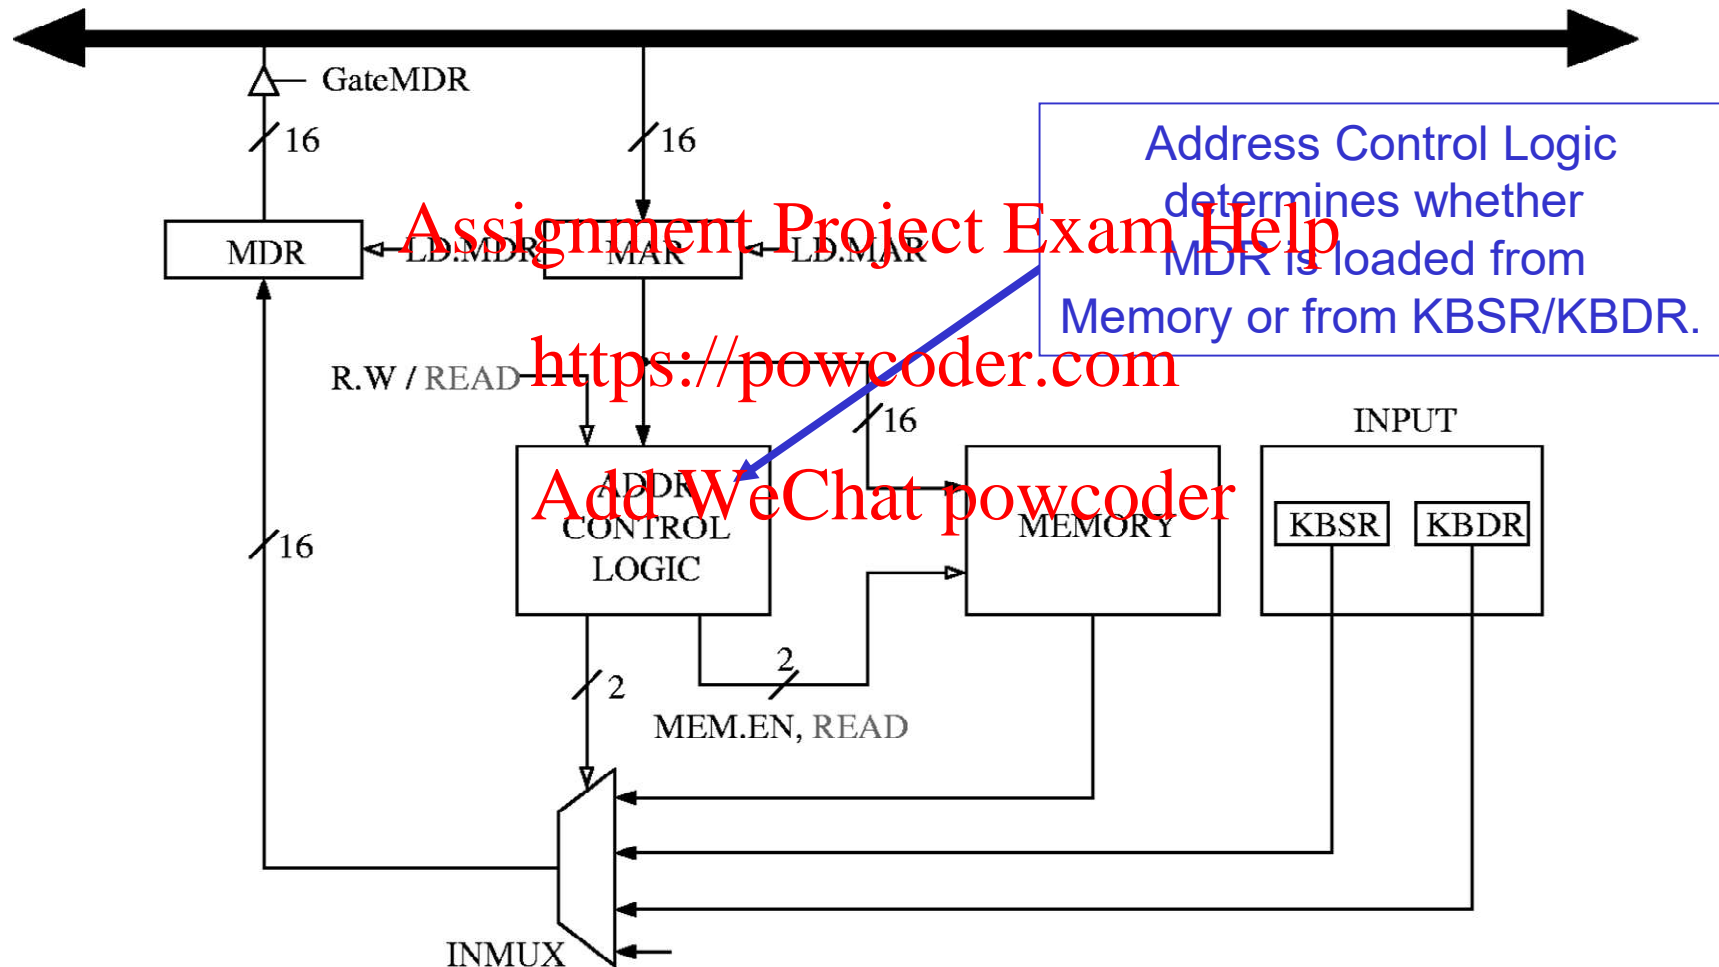 GateMDR
16
16
Address Control Logic
determines whether
MDR is loaded from
Memory or from KBSR/KBDR.
Assignment Project Exam Help
MDR
LD.MDR
MAR
LD.MAR
https://powcoder.com
R.W / READ
16
INPUT
Add WeChat powcoder
ADDR
CONTROL
LOGIC
MEMORY
KBSR
KBDR
16
2
2
MEM.EN, READ
INMUX